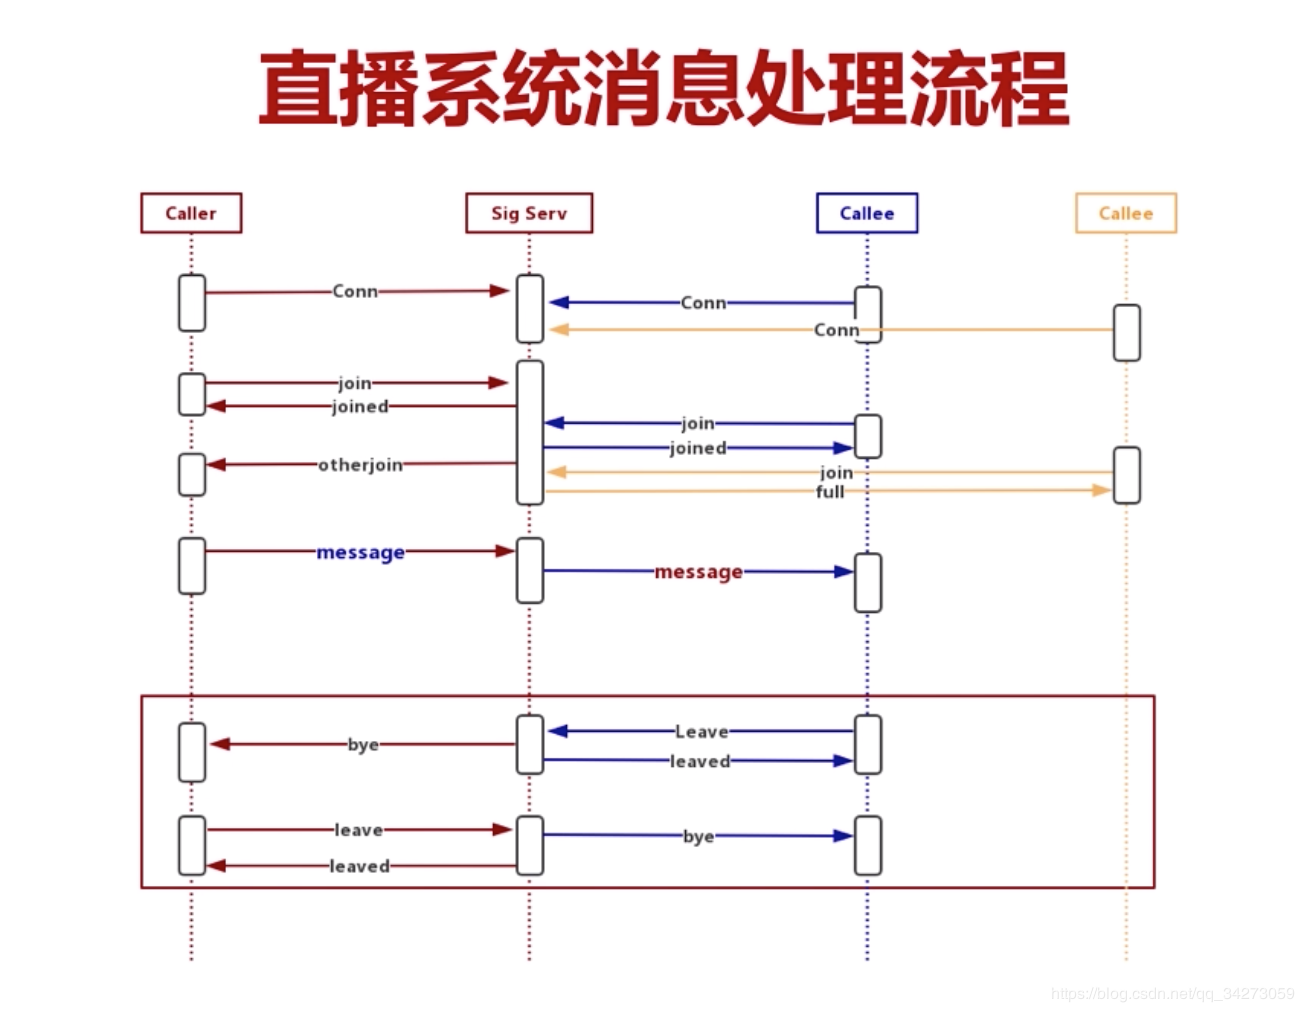 直播系统消息处理流程
Caller
Sig Serv
Callee
Callee
Conn
Conn
Conn
join
joined
join
joined
otherjoin
join
full
message
message
Leave
bye
leaved
leave
bye
leaved
https://blog.csdn.net/qq_34273059